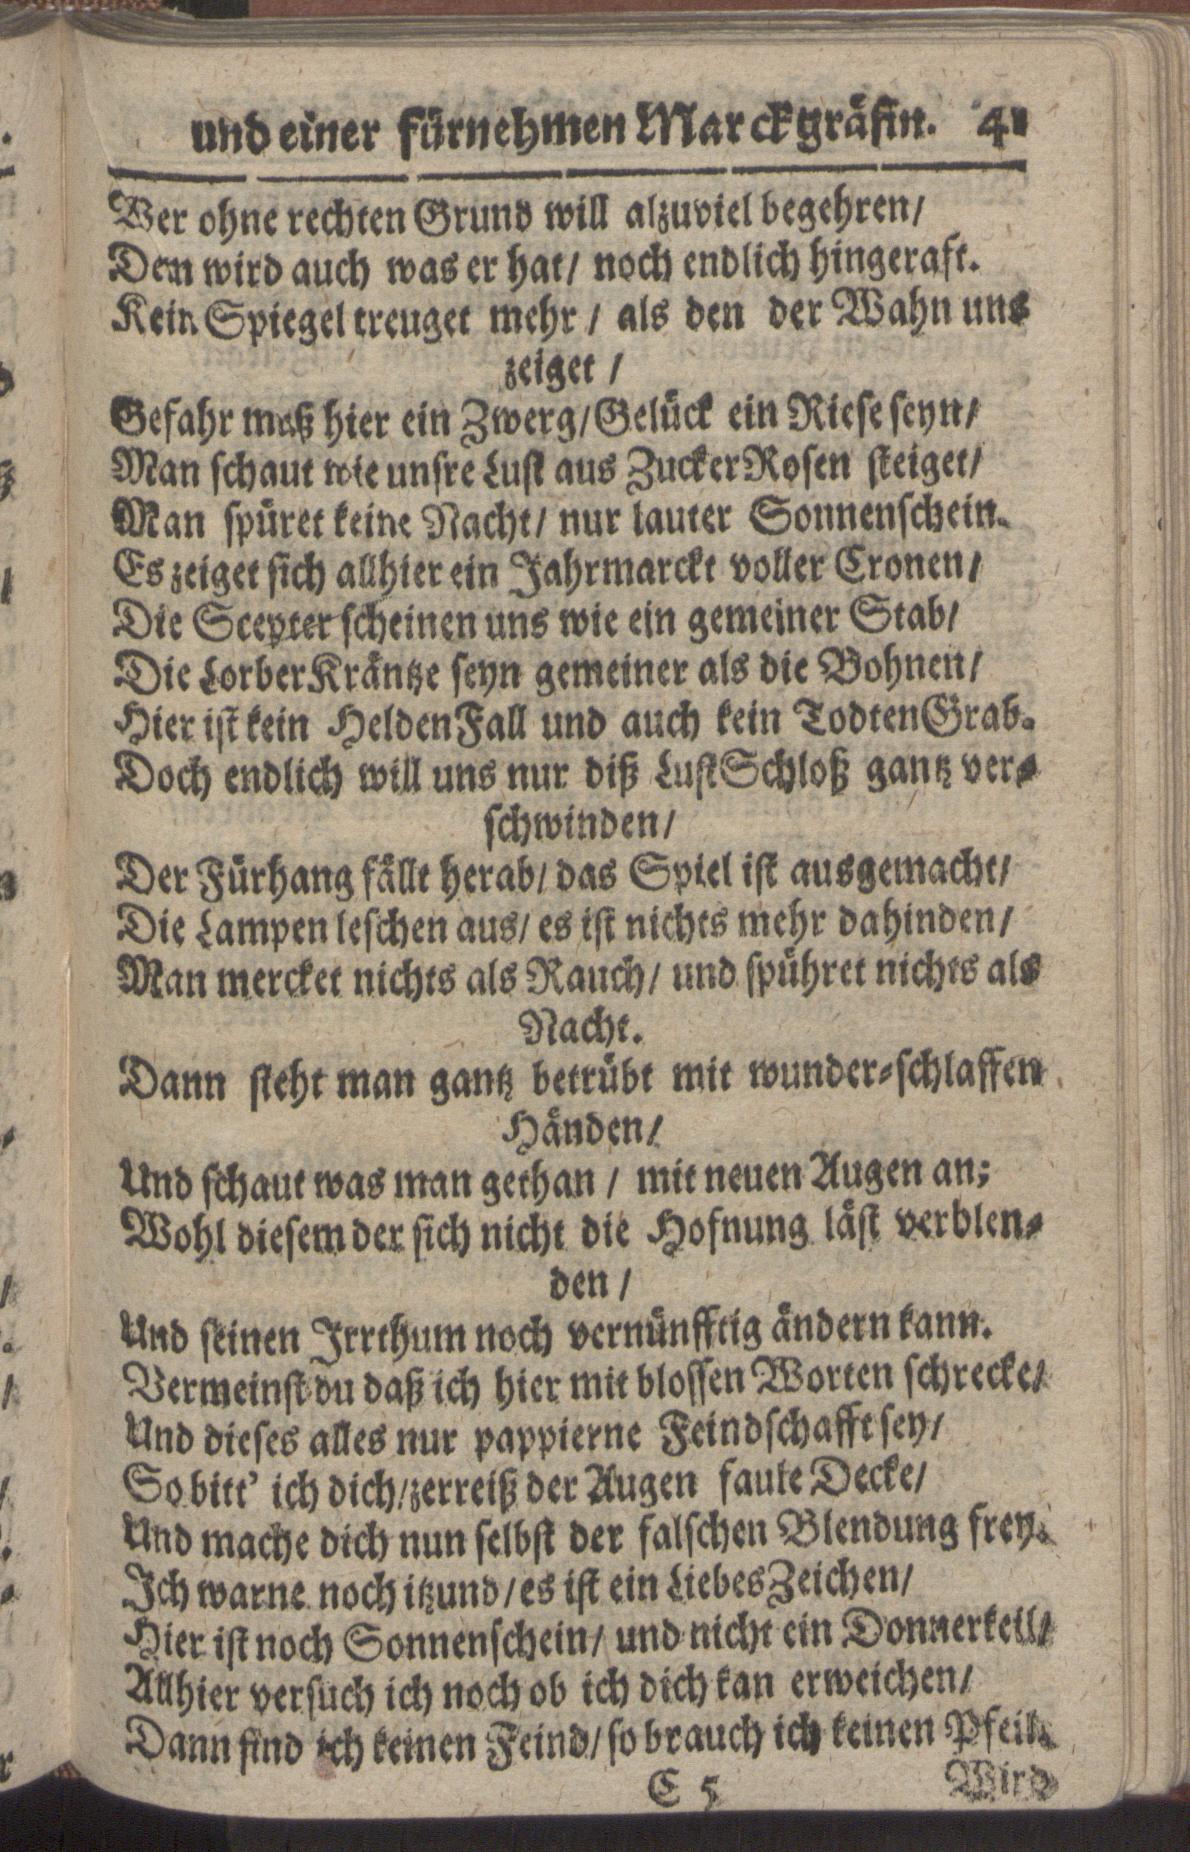 und einer fürnehmen Marckgräfin. 41
Wer ohne rechten Grund will alzuviel begehren/
Dem wird auch was er hat/ noch endlich hingeraft.
Kein Spiegel treuget mehr / als den der Wahn uns
zeiget /
Gefahr muß hier ein Zwerg/ Gelück ein Riese seyn/
Man schaut wie unsre Lust aus ZuckerRosen steiget/
Man spüret keine Nacht/ nur lauter Sonnenschein.
Es zeiget sich allhier ein Jahrmarckt voller Cronen/
Die Scepter scheinen uns wie ein gemeiner Stab/
Die LorberKräntze seyn gemeiner als die Bohnen/
Hier ist kein HeldenFall und auch kein TodtenGrab.
Doch endlich will uns nur diß LustSchloß gantz ver-
schwinden/
Der Fürhang fällt herab/ das Spiel ist ausgemacht/
Die Lampen leschen aus/ es ist nichts mehr dahinden/
Man mercket nichts als Rauch/ und spühret nichts als
Nacht.
Dann steht man gantz betrübt mit wunder-schlaffen
Händen/
Und schaut was man gethan / mit neuen Augen an;
Wohl diesem der sich nicht die Hofnung läst verblen-
den /
Und seinen Irrthum noch vernünfftig ändern kann.
Vermeinst du daß ich hier mit blossen Worten schrecke/
Und dieses alles nur pappierne Feindschafft sey/
So bitt' ich dich/ zerreiß der Augen faule Decke/
Und mache dich nun selbst der falschen Blendung frey.
Ich warne noch itzund/ es ist ein LiebesZeichen/
Hier ist noch Sonnenschein/ und nicht ein Donnerkeil/
Allhier versuch ich noch ob ich dich kan erweichen/
Dann find ich keinen Feind/ so brauch ich keinen Pfeil.
C 5 Wird